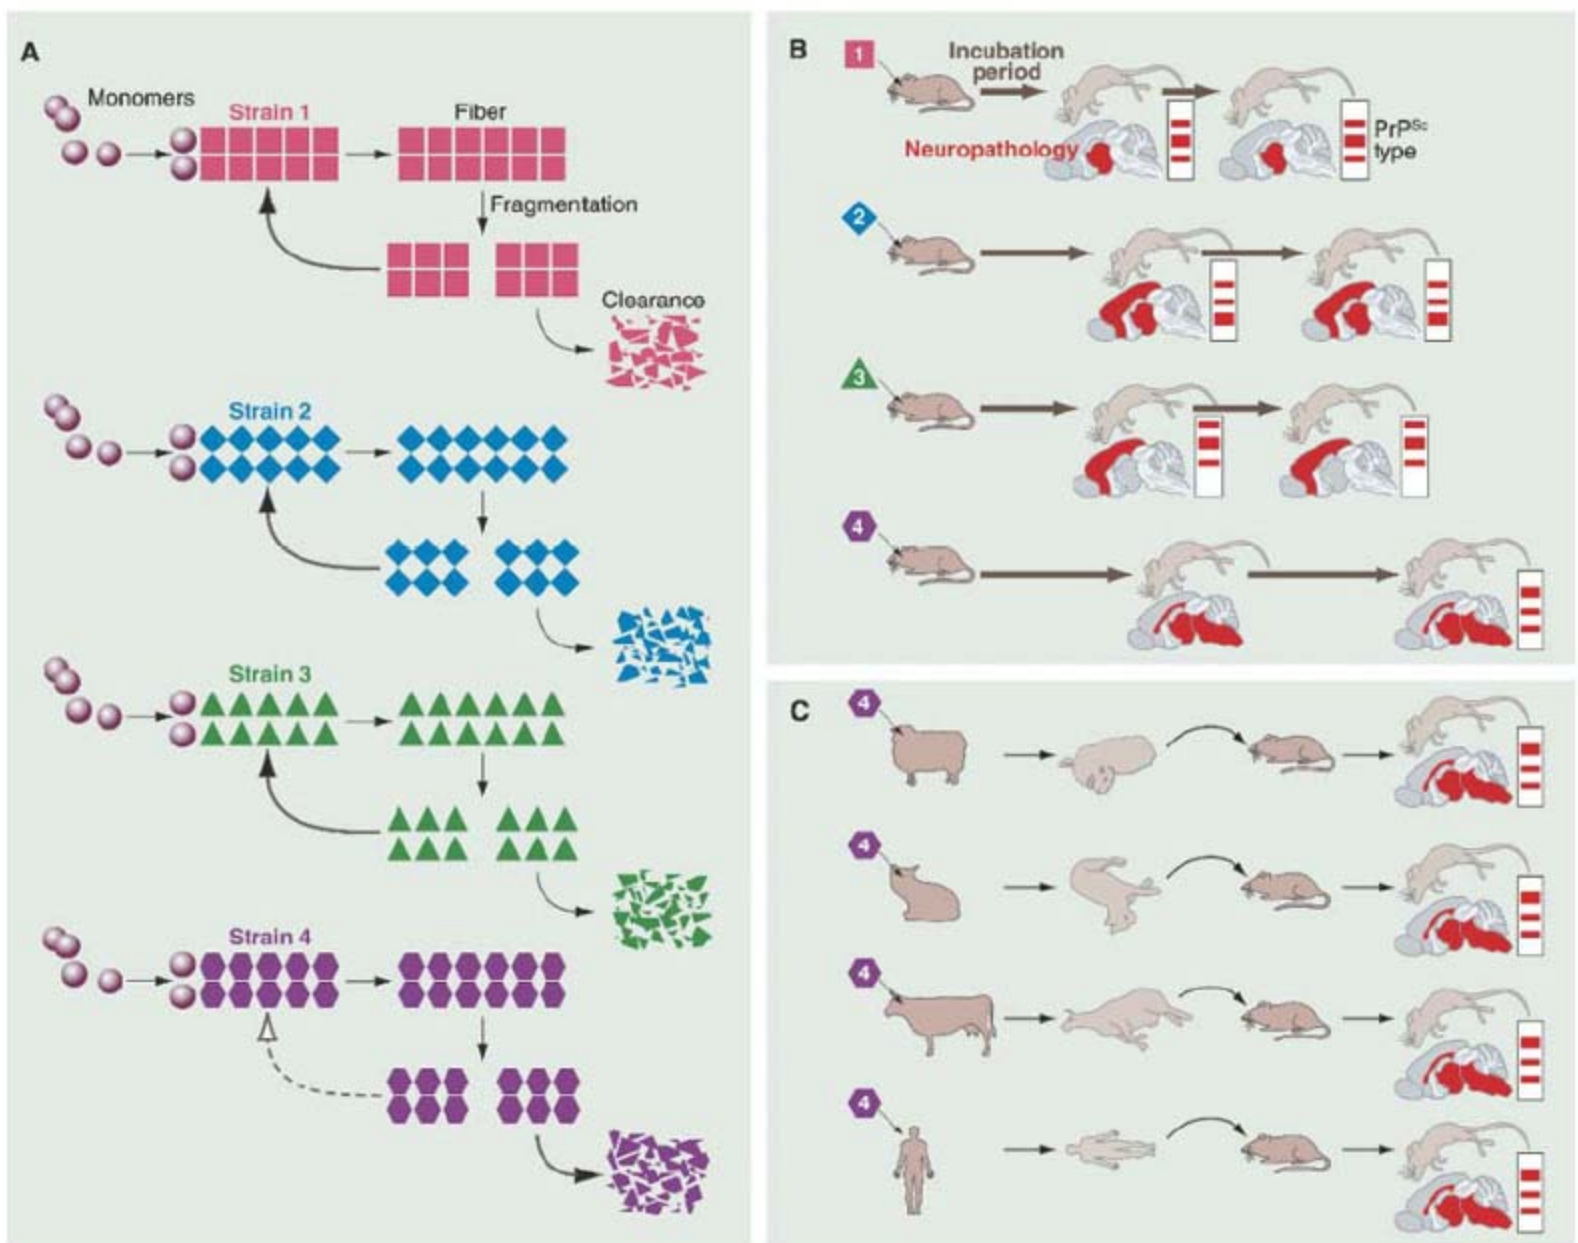 A
Monomers
Strain 1
Fiber
Fragmentation
Clearance
Strain 2
Strain 3
Strain 4
B
1
Incubation
period
Neuropathology
PrPSc
type
2
3
4
C
4
4
4
4